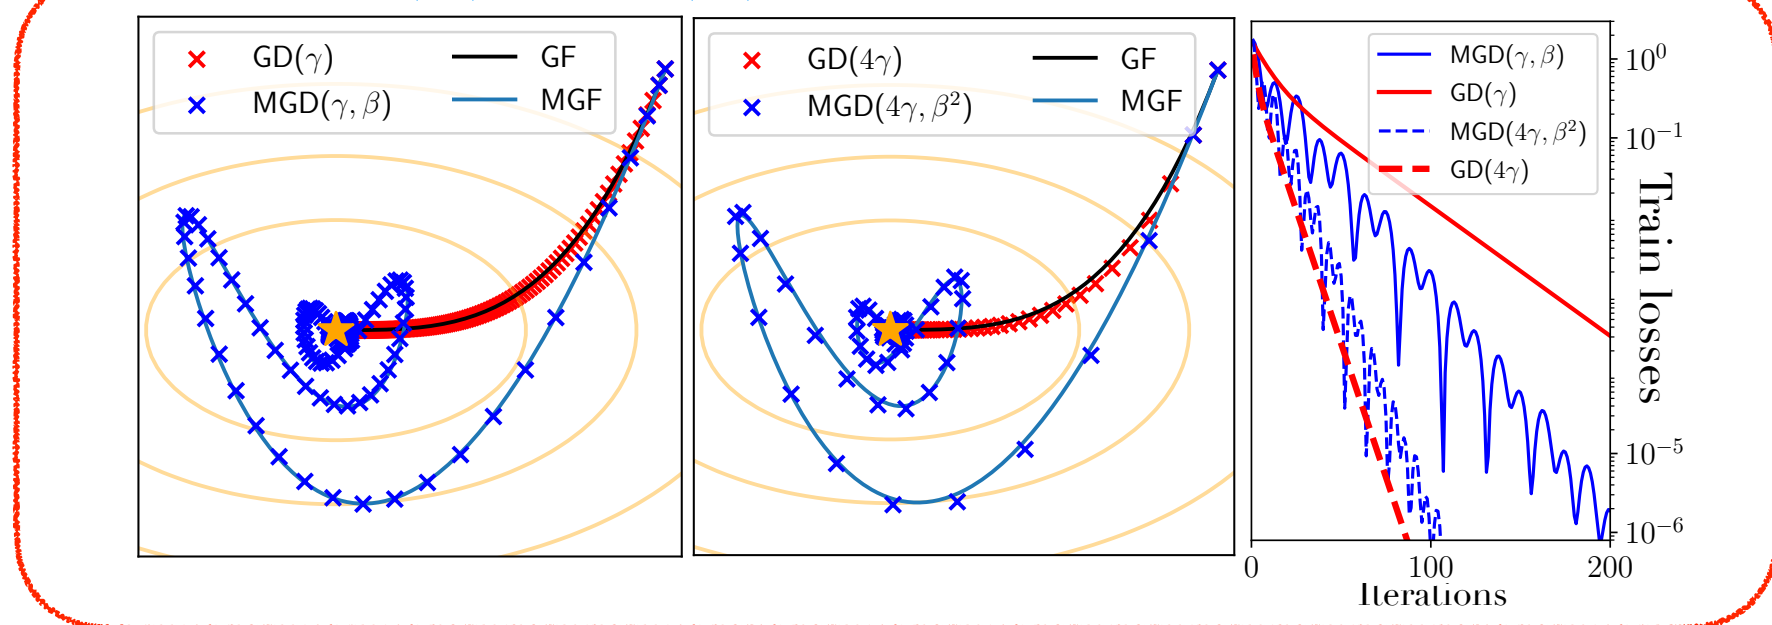 GD(γ)
GF
MGD(γ, β)
MGF
GD(4γ)
GF
MGD(4γ, β²)
MGF
MGD(γ, β)
GD(γ)
MGD(4γ, β²)
GD(4γ)
10⁰
10⁻¹
10⁻⁵
10⁻⁶
Train losses
0
100
200
Iterations